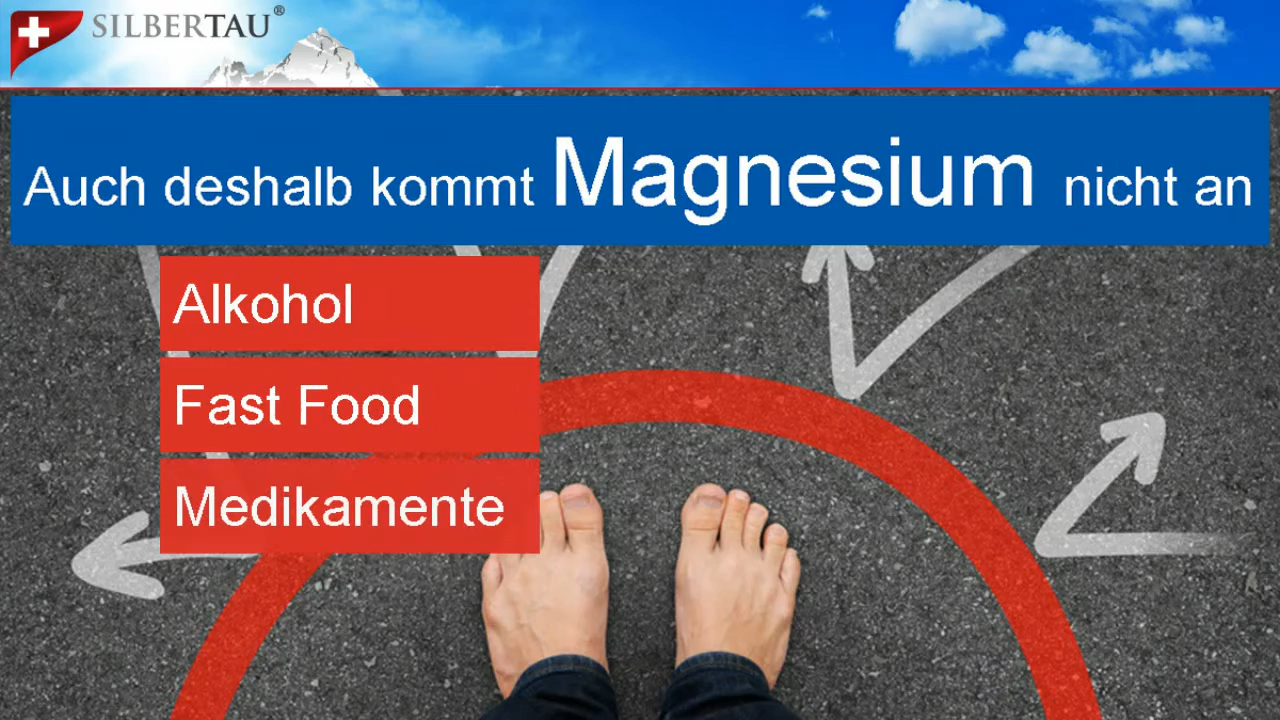 SILBERTAU®
Auch deshalb kommt Magnesium nicht an
Alkohol
Fast Food
Medikamente